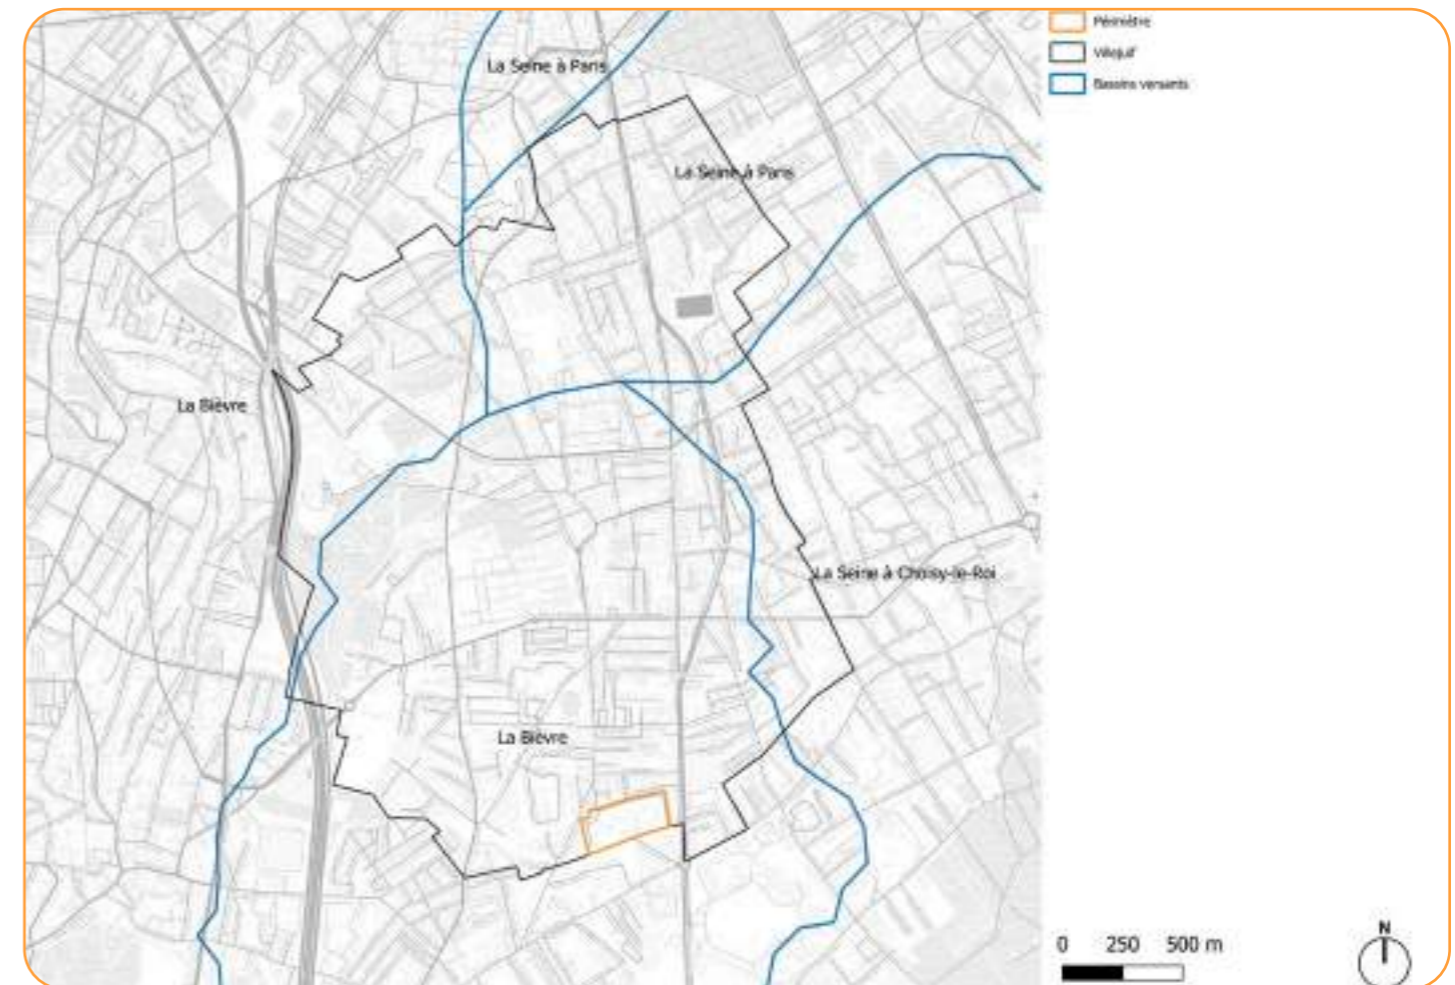 Périmètre
Villejuif
Bassins versants
La Seine à Paris
La Seine à Paris
La Bièvre
La Seine à Choisy-le-Roi
La Bièvre
N
0 250 500 m